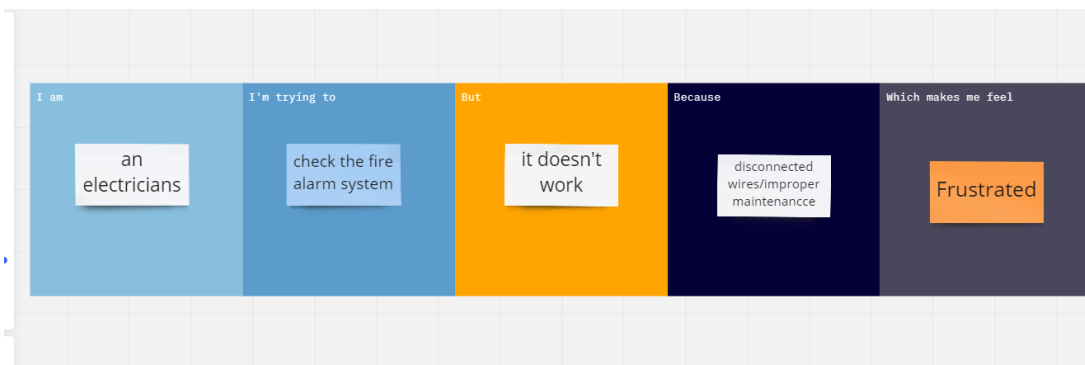 I am
an
electricians
I'm trying to
check the fire
alarm system
But
it doesn't
work
Because
disconnected
wires/improper
maintenancce
Which makes me feel
Frustrated